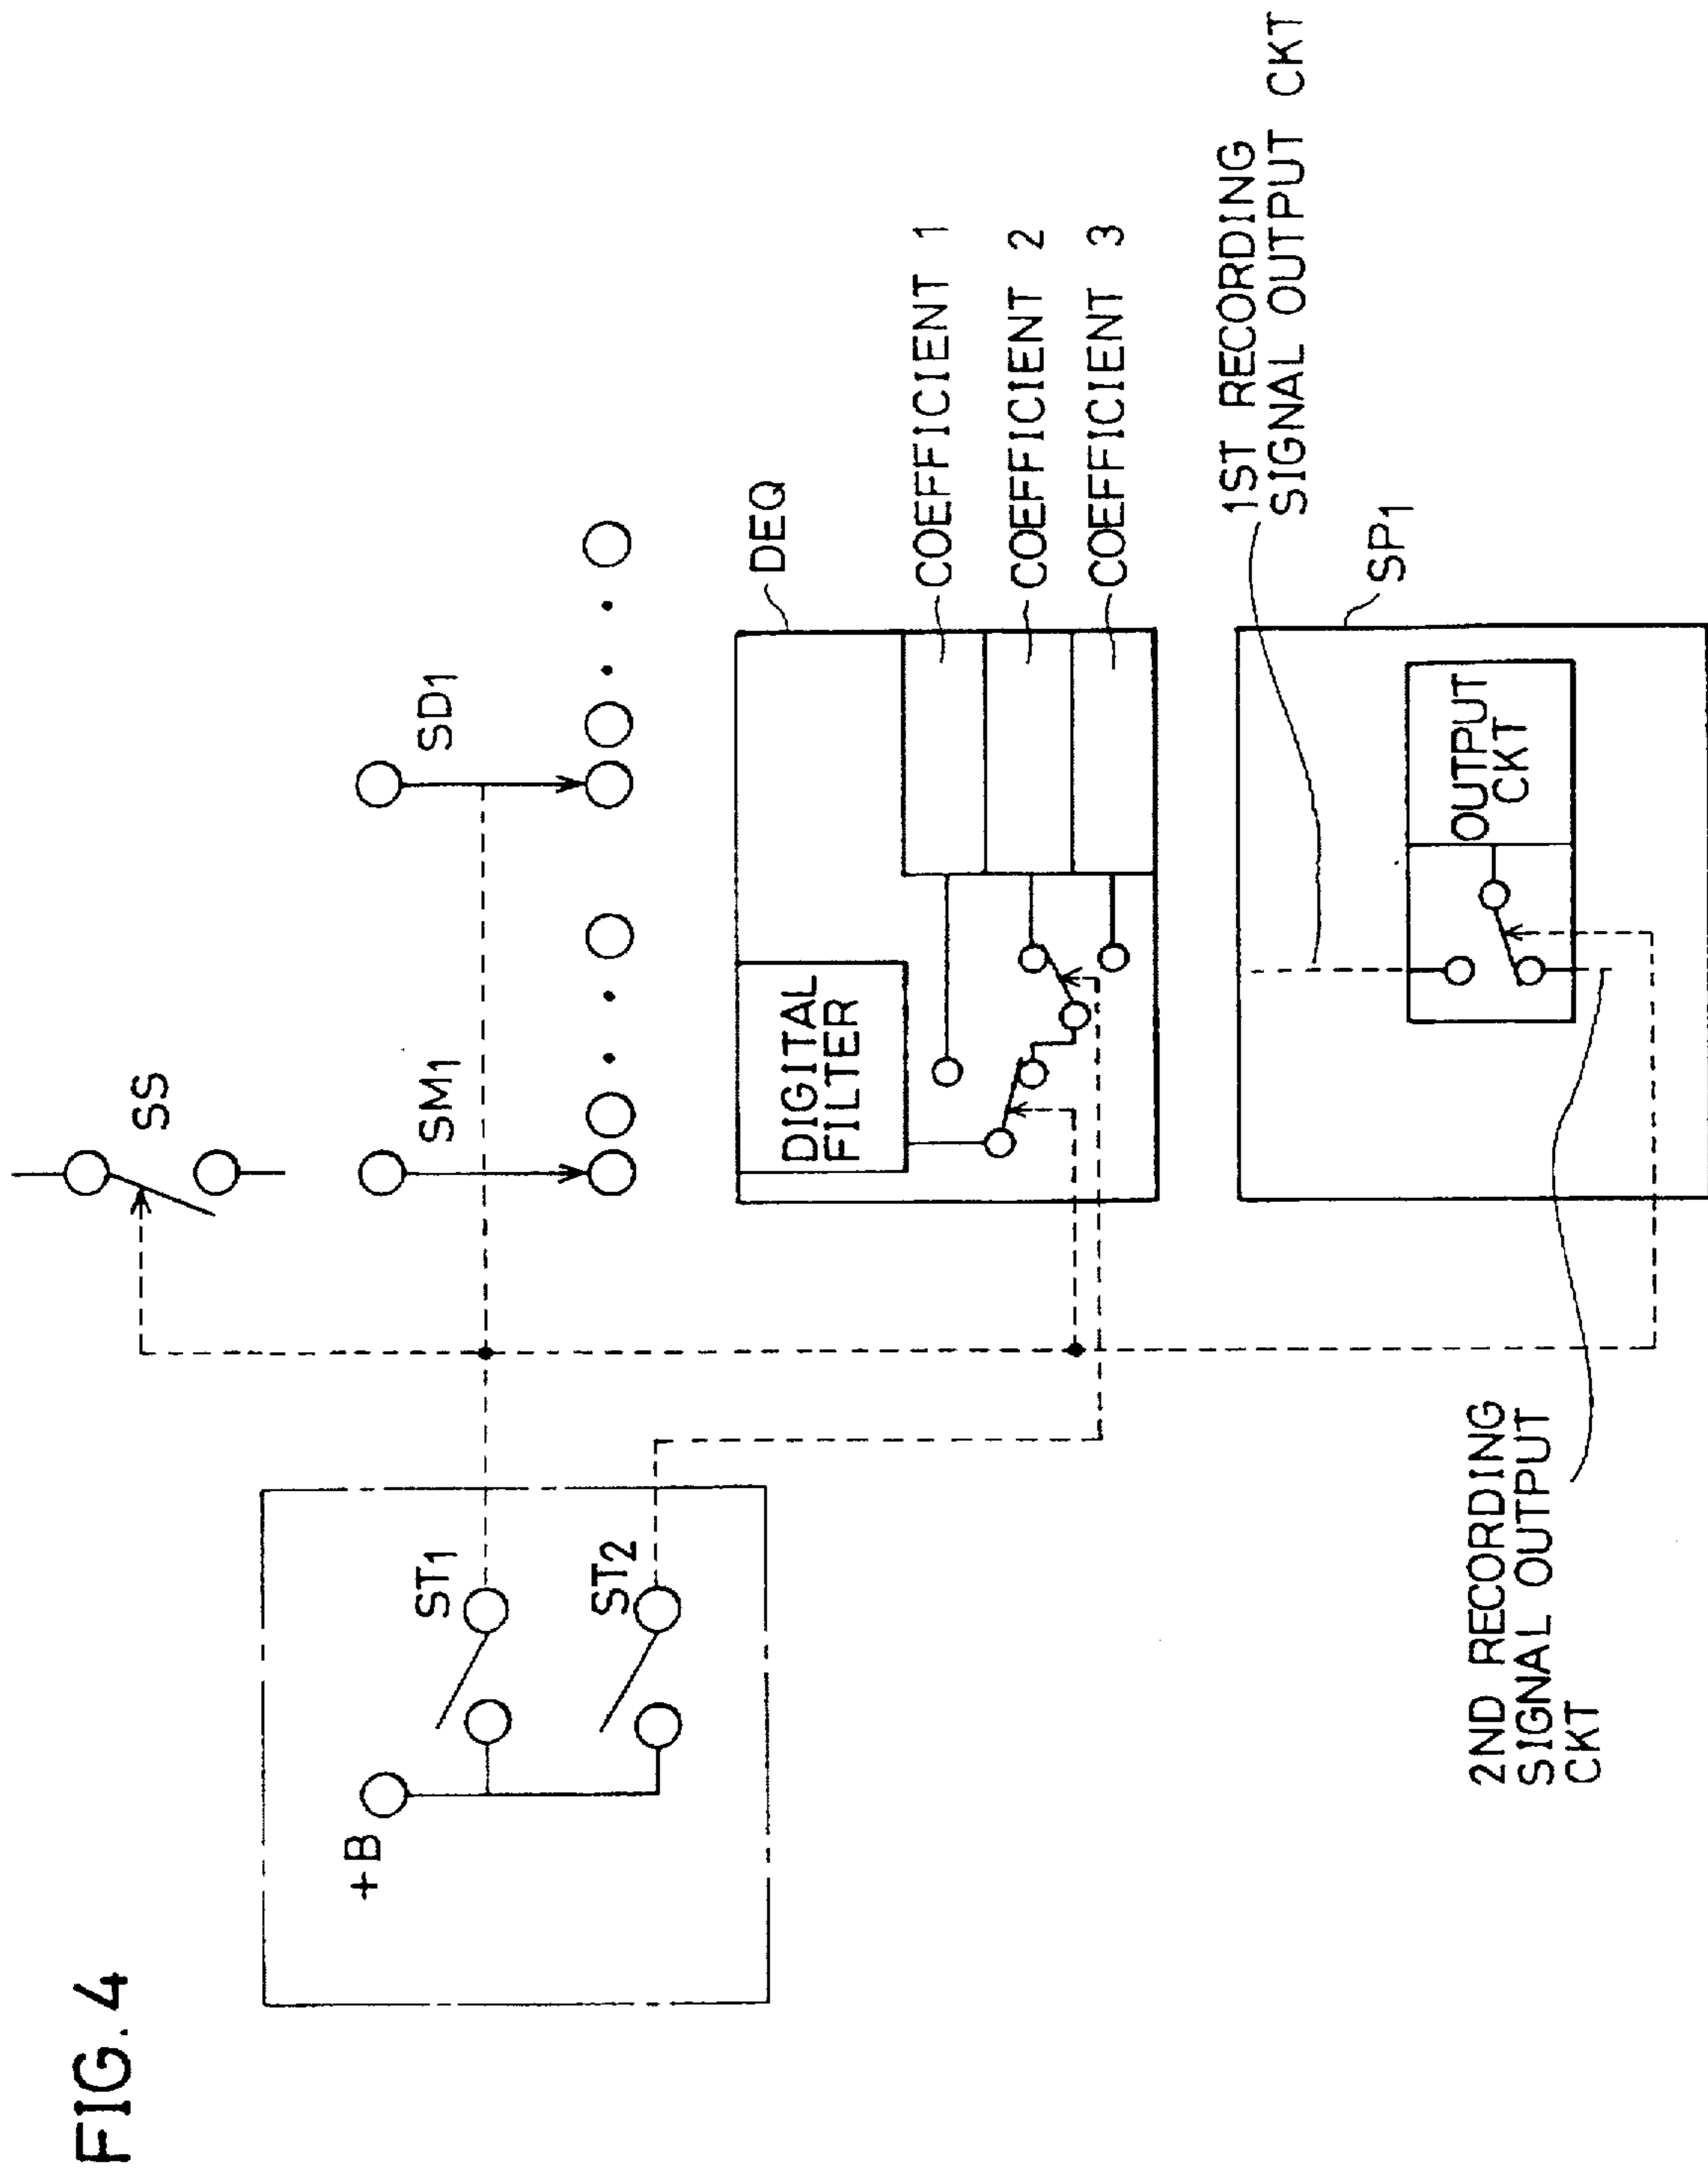 FIG. 4
+B
ST1
ST2
SS
SM1
SD1
DEQ
DIGITAL
FILTER
COEFFICIENT 1
COEFFICIENT 2
COEFFICIENT 3
1ST RECORDING
SIGNAL OUTPUT CKT
SP1
OUTPUT
CKT
2ND RECORDING
SIGNAL OUTPUT
CKT